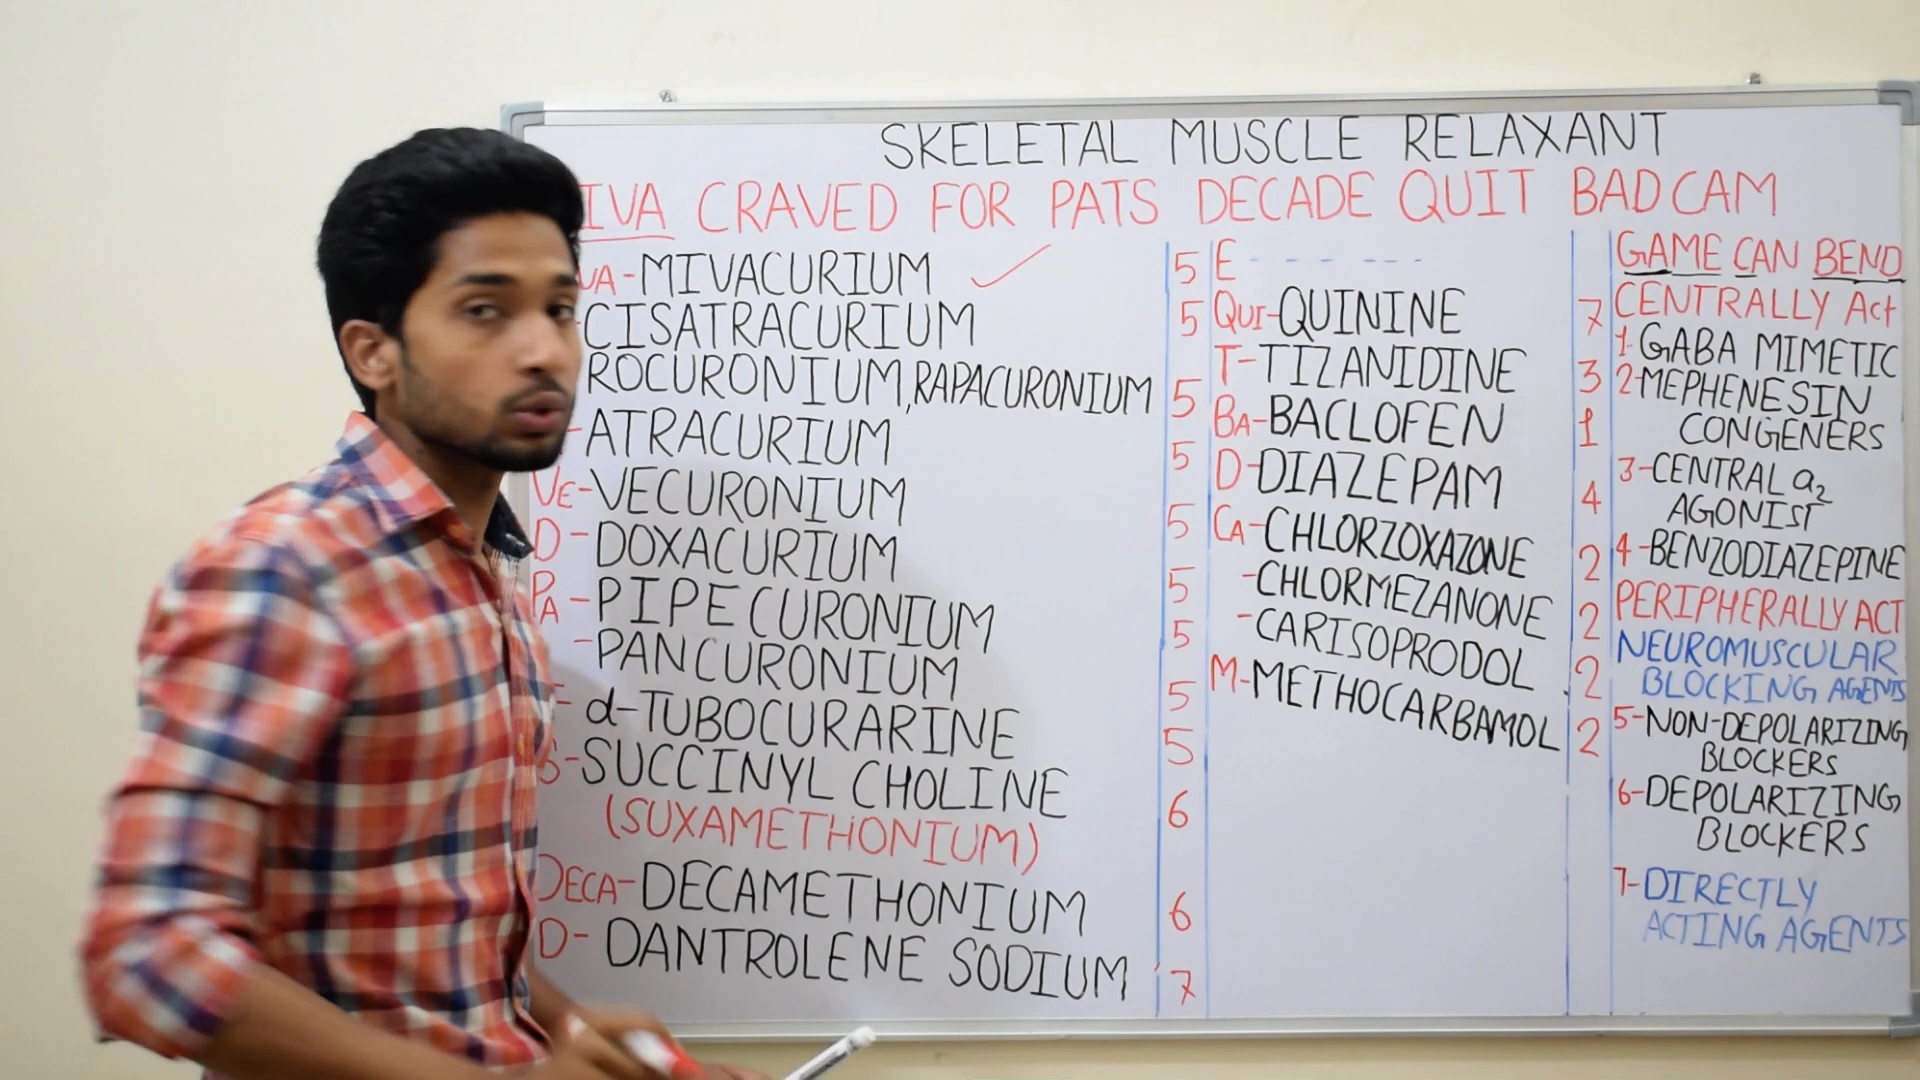 SKELETAL MUSCLE RELAXANT
IVA CRAVED FOR PATS DECADE QUIT BAD CAM
VA-MIVACURIUM ✓ 5
CISATRACURIUM 5
ROCURONIUM, RAPACURONIUM 5
-ATRACURIUM 5
VE-VECURONIUM 5
D-DOXACURIUM 5
PA-PIPECURONIUM 5
-PANCURONIUM 5
-d-TUBOCURARINE 5
S-SUCCINYL CHOLINE 6
(SUXAMETHONIUM)
DECA-DECAMETHONIUM 6
D-DANTROLENE SODIUM 7
E - - - - - -
QUI-QUININE 7
T-TIZANIDINE 3
BA-BACLOFEN 1
D-DIAZEPAM 4
CA-CHLORZOXAZONE 2
-CHLORMEZANONE 2
-CARISOPRODOL 2
M-METHOCARBAMOL 2
GAME CAN BEND
CENTRALLY Act
1-GABA MIMETIC
2-MEPHENESIN
CONGENERS
3-CENTRAL a2
AGONIST
4-BENZODIAZEPINE
PERIPHERALLY ACT
NEUROMUSCULAR
BLOCKING AGENTS
5-NON-DEPOLARIZING
BLOCKERS
6-DEPOLARIZING
BLOCKERS
7-DIRECTLY
ACTING AGENTS